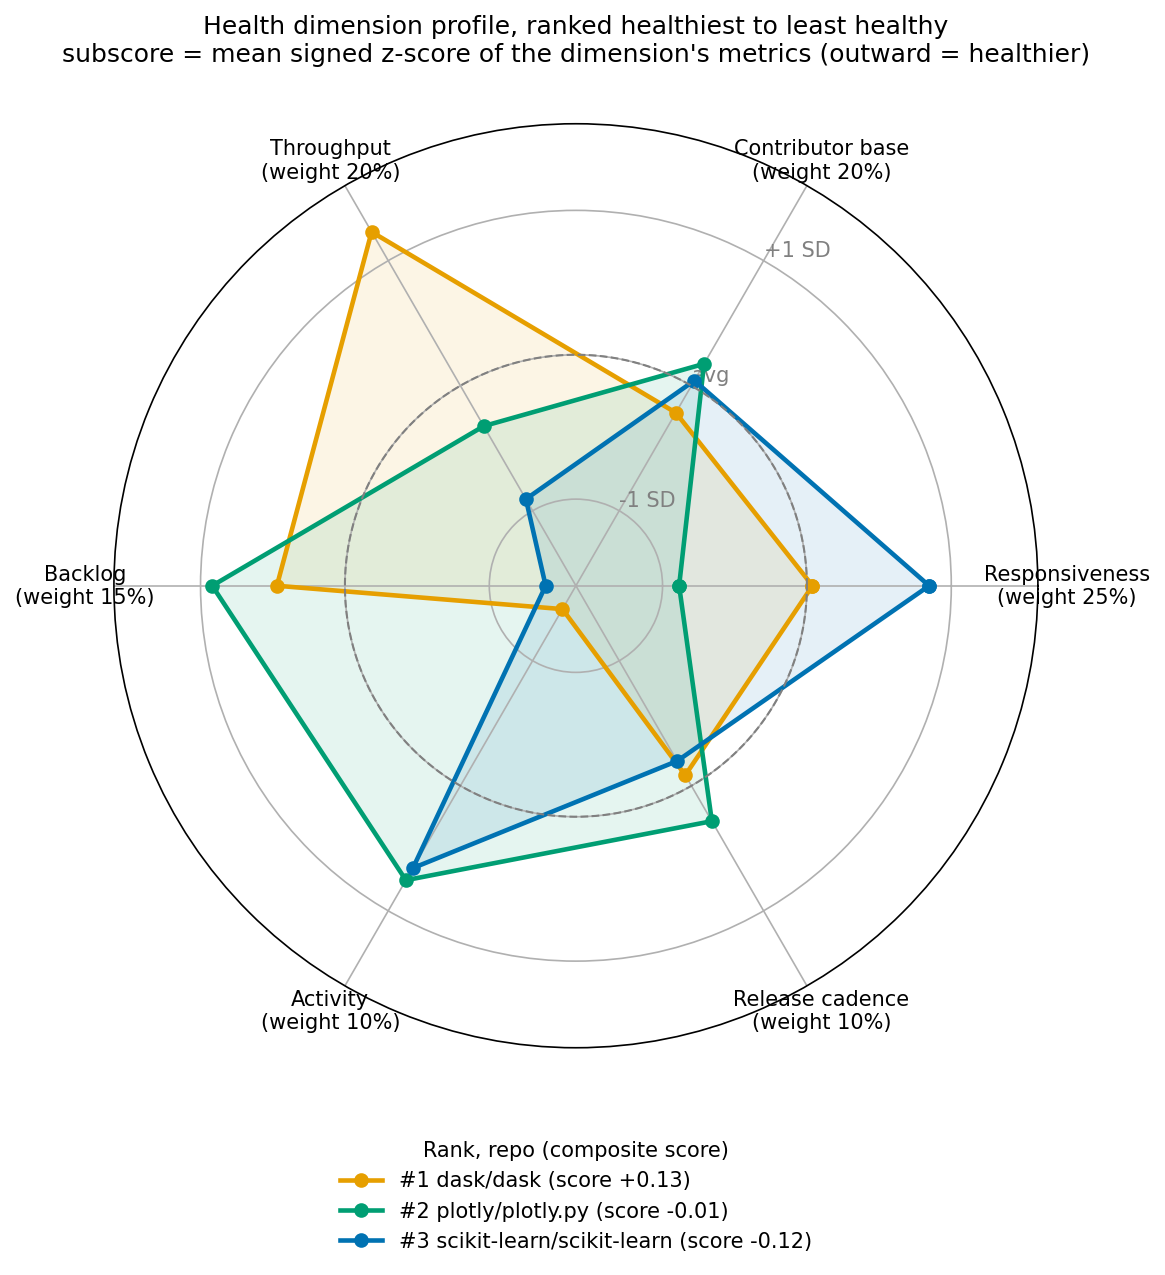 Health dimension profile, ranked healthiest to least healthy
subscore = mean signed z-score of the dimension's metrics (outward = healthier)
Throughput
(weight 20%)
Contributor base
(weight 20%)
+1 SD
avg
-1 SD
Backlog
(weight 15%)
Responsiveness
(weight 25%)
Activity
(weight 10%)
Release cadence
(weight 10%)
Rank, repo (composite score)
#1 dask/dask (score +0.13)
#2 plotly/plotly.py (score -0.01)
#3 scikit-learn/scikit-learn (score -0.12)